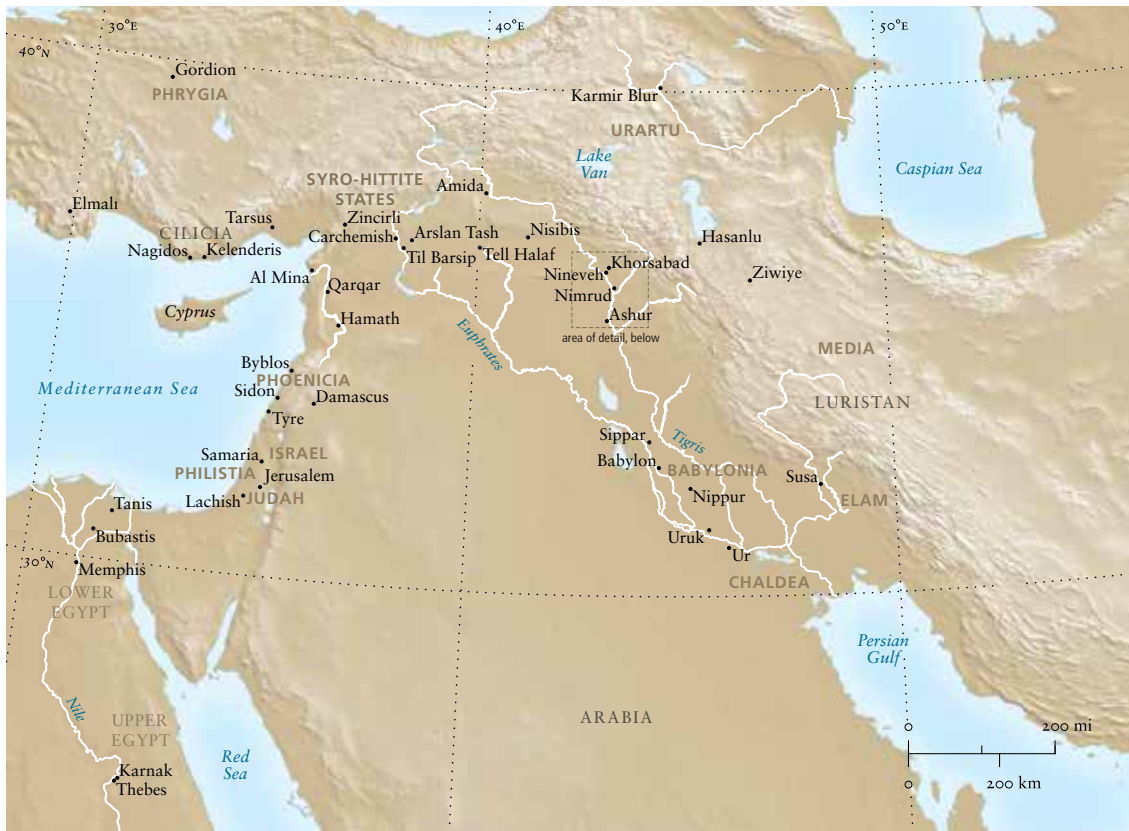 30°E
40°E
50°E
40°N
Gordion
PHRYGIA
Karmir Blur
URARTU
Lake
Van
Caspian Sea
SYRO-HITTITE
STATES
Amida
Elmalı
Tarsus
Zincirli
CILICIA
Carchemish
Arslan Tash
Nisibis
Hasanlu
Nagidos
Kelenderis
Til Barsip
Tell Halaf
Khorsabad
Al Mina
Nineveh
Ziwiye
Qarqar
Nimrud
Cyprus
Hamath
Ashur
area of detail, below
Euphrates
MEDIA
Byblos
PHOENICIA
Mediterranean Sea
Sidon
Damascus
LURISTAN
Tyre
Sippar
Tigris
Samaria
ISRAEL
Babylon
BABYLONIA
PHILISTIA
Jerusalem
Susa
Lachish
JUDAH
Nippur
ELAM
Tanis
Bubastis
Uruk
Ur
30°N
Memphis
CHALDEA
LOWER
EGYPT
Persian
Gulf
Nile
UPPER
EGYPT
ARABIA
0
200 mi
Red
Sea
Karnak
Thebes
0
200 km